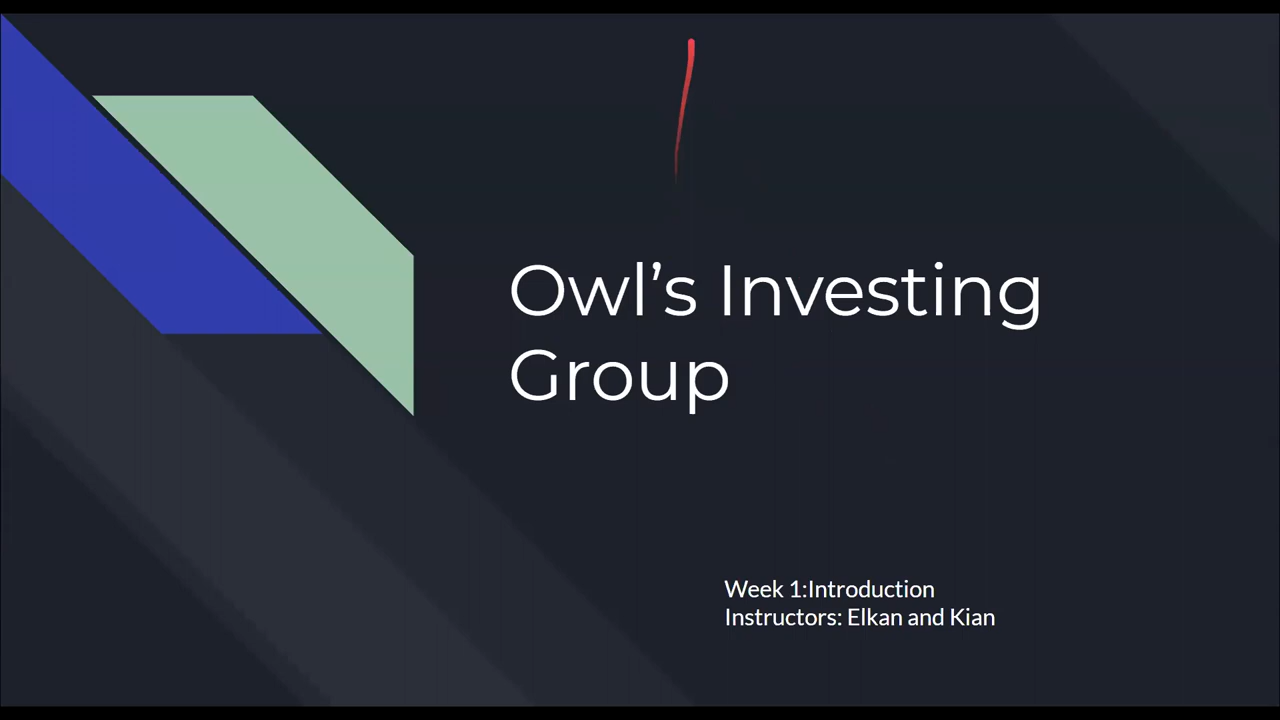 Owl’s Investing
Group
Week 1:Introduction
Instructors: Elkan and Kian